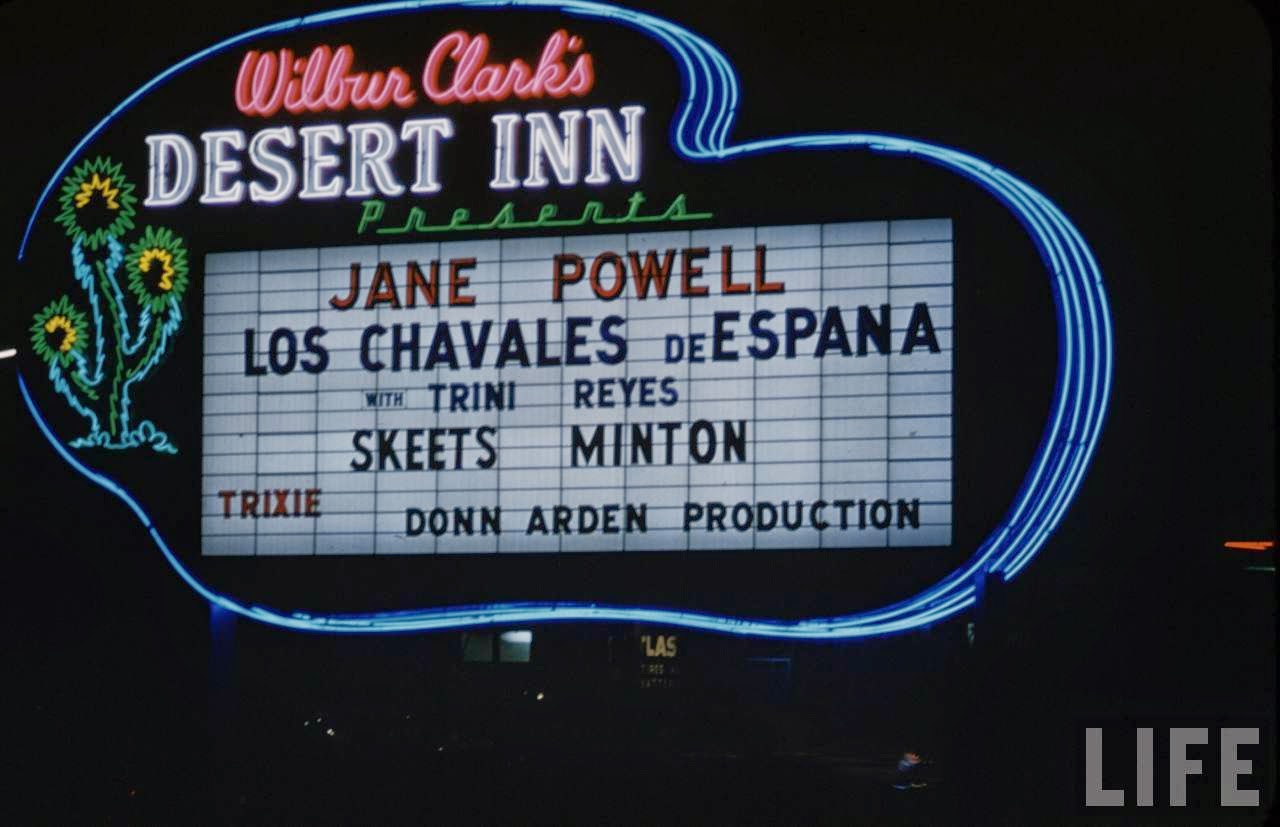 Wilbur Clark's
DESERT INN
Presents
JANE POWELL
LOS CHAVALES DE ESPANA
WITH TRINI REYES
SKEETS MINTON
TRIXIE
DONN ARDEN PRODUCTION
'LAS
LIFE